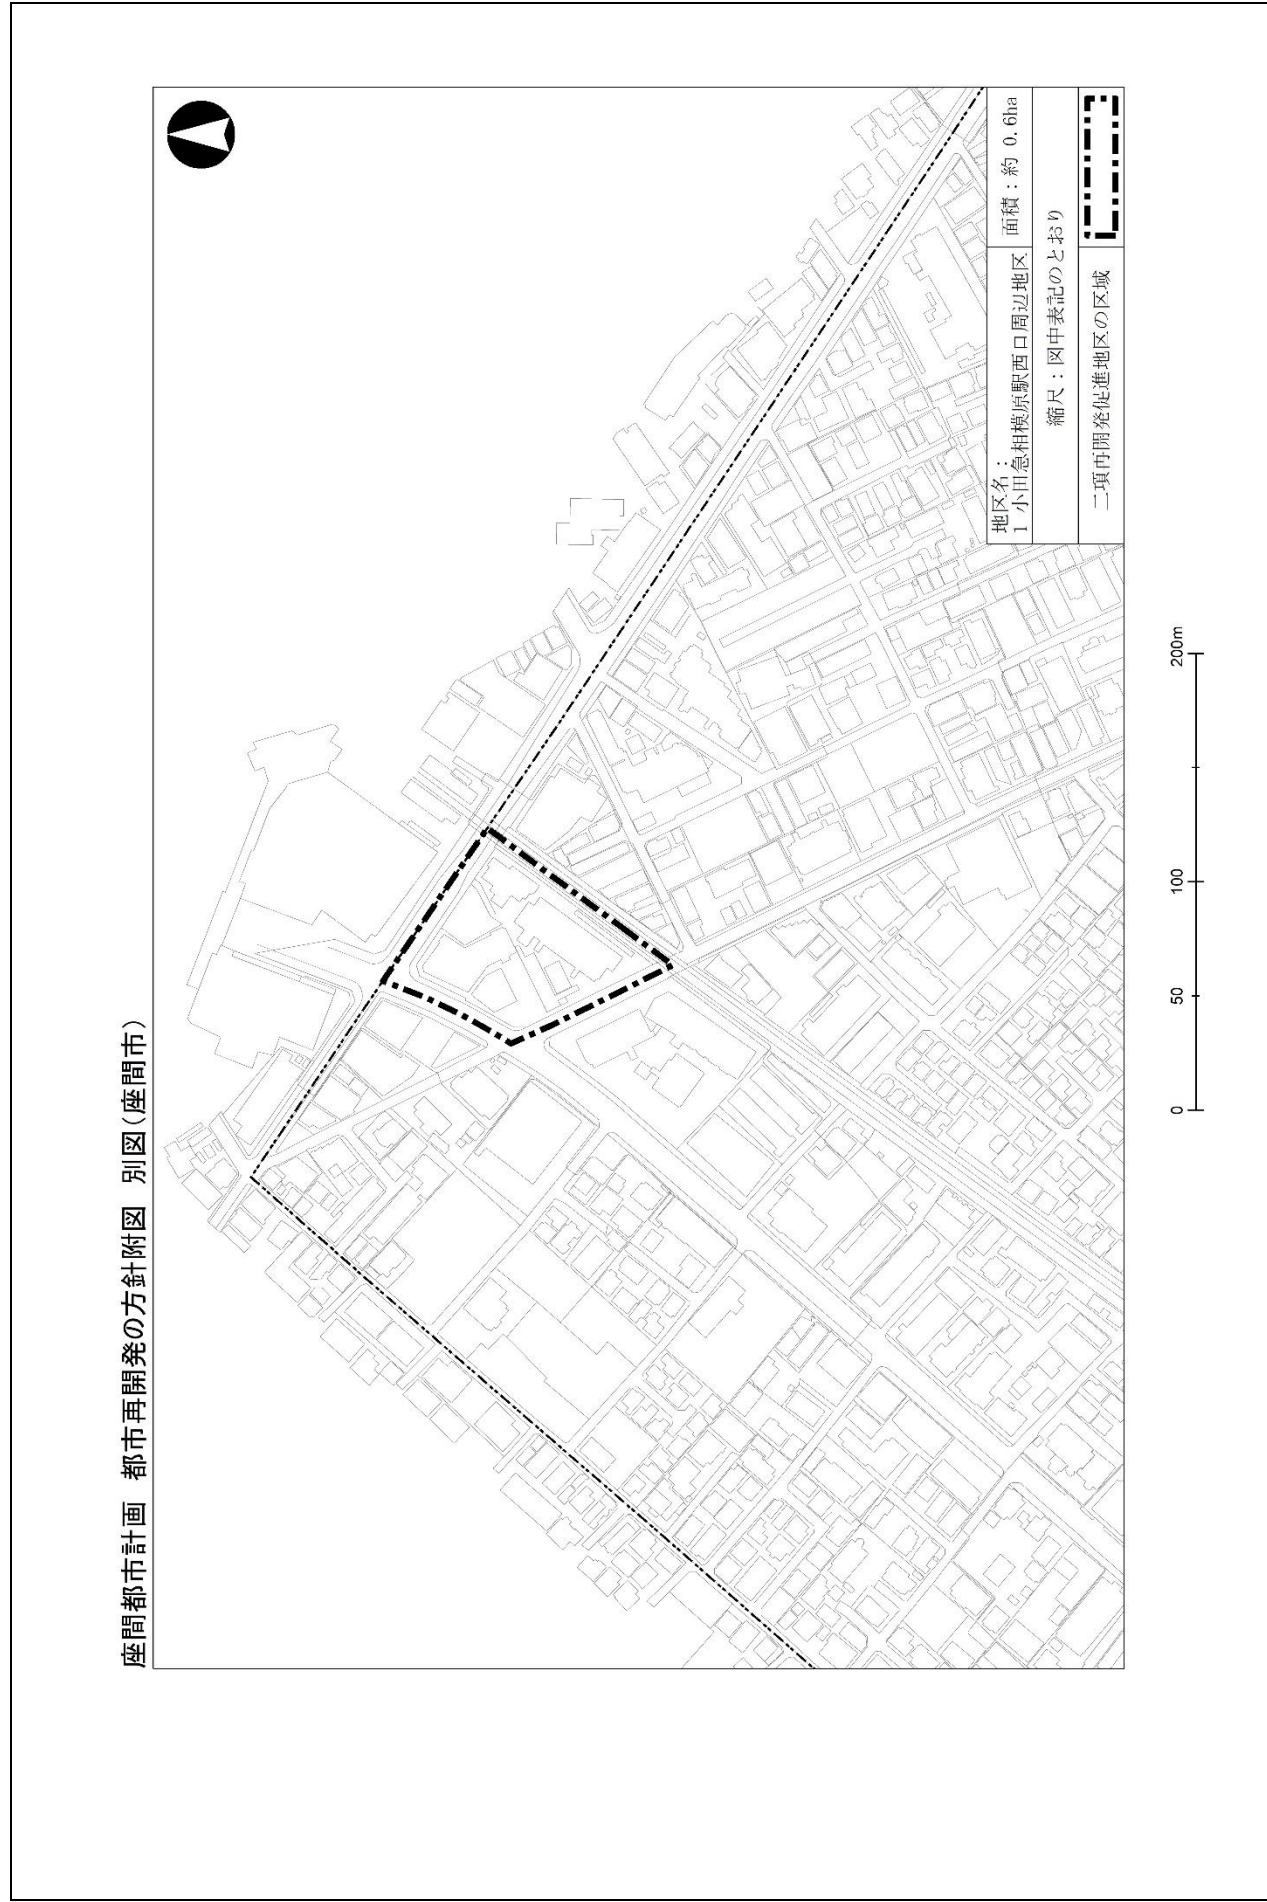 座間都市計画　都市再開発の方針附図　別図(座間市)
地区名：
1 小田急相模原駅西口周辺地区
面積：約 0.6ha
縮尺：図中表記のとおり
二項再開発促進地区の区域
0 50 100 200m